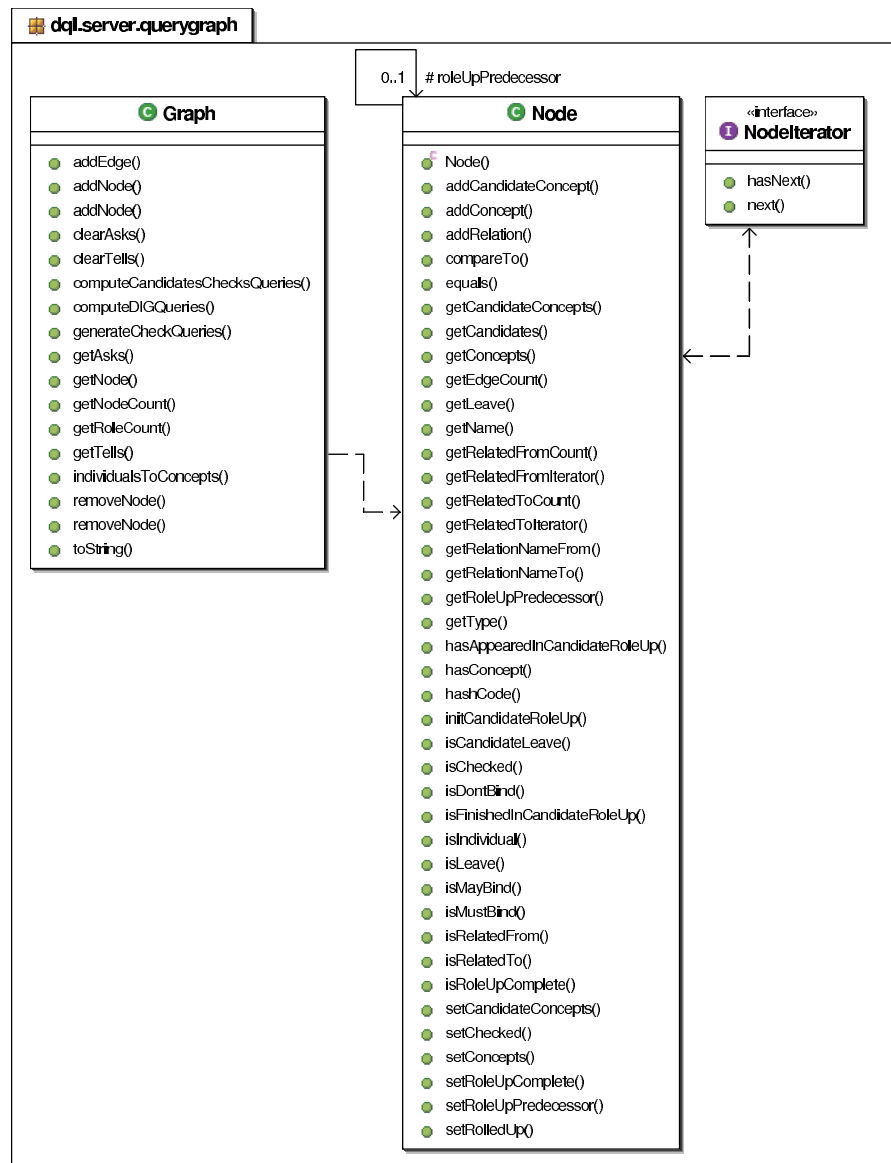 dql.server.querygraph
0..1 # roleUpPredecessor
Graph
addEdge()
addNode()
addNode()
clearAsks()
clearTells()
computeCandidatesChecksQueries()
computeDIGQueries()
generateCheckQueries()
getAsks()
getNode()
getNodeCount()
getRoleCount()
getTells()
individualsToConcepts()
removeNode()
removeNode()
toString()
Node
Node()
addCandidateConcept()
addConcept()
addRelation()
compareTo()
equals()
getCandidateConcepts()
getCandidates()
getConcepts()
getEdgeCount()
getLeave()
getName()
getRelatedFromCount()
getRelatedFromIterator()
getRelatedToCount()
getRelatedToIterator()
getRelationNameFrom()
getRelationNameTo()
getRoleUpPredecessor()
getType()
hasAppearedInCandidateRoleUp()
hasConcept()
hashCode()
initCandidateRoleUp()
isCandidateLeave()
isChecked()
isDontBind()
isFinishedInCandidateRoleUp()
isIndividual()
isLeave()
isMayBind()
isMustBind()
isRelatedFrom()
isRelatedTo()
isRoleUpComplete()
setCandidateConcepts()
setChecked()
setConcepts()
setRoleUpComplete()
setRoleUpPredecessor()
setRolledUp()
«interface»
NodeIterator
hasNext()
next()